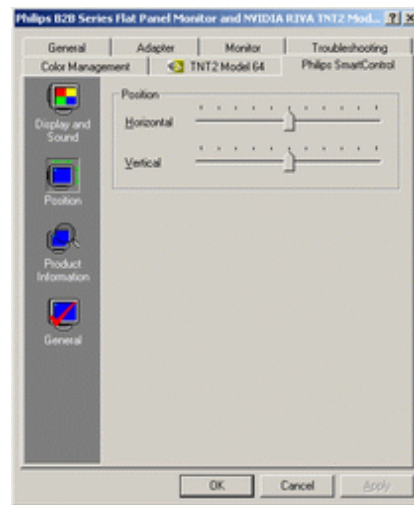 Philips B2B Series Flat Panel Monitor and NVIDIA RIVA TNT2 Mod...
General Adapter Monitor Troubleshooting
Color Management TNT2 Model 64 Philips SmartControl
Display and
Sound
Position
Product
Information
General
Position
Horizontal
Vertical
OK Cancel Apply